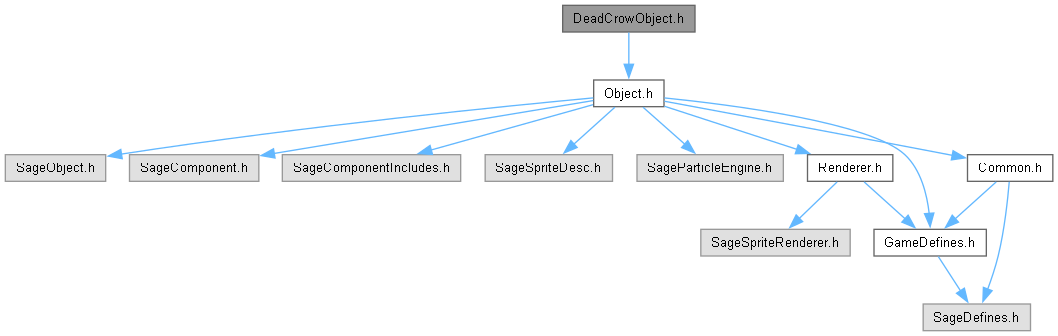 DeadCrowObject.h
Object.h
SageObject.h
SageComponent.h
SageComponentIncludes.h
SageSpriteDesc.h
SageParticleEngine.h
Renderer.h
Common.h
SageSpriteRenderer.h
GameDefines.h
SageDefines.h